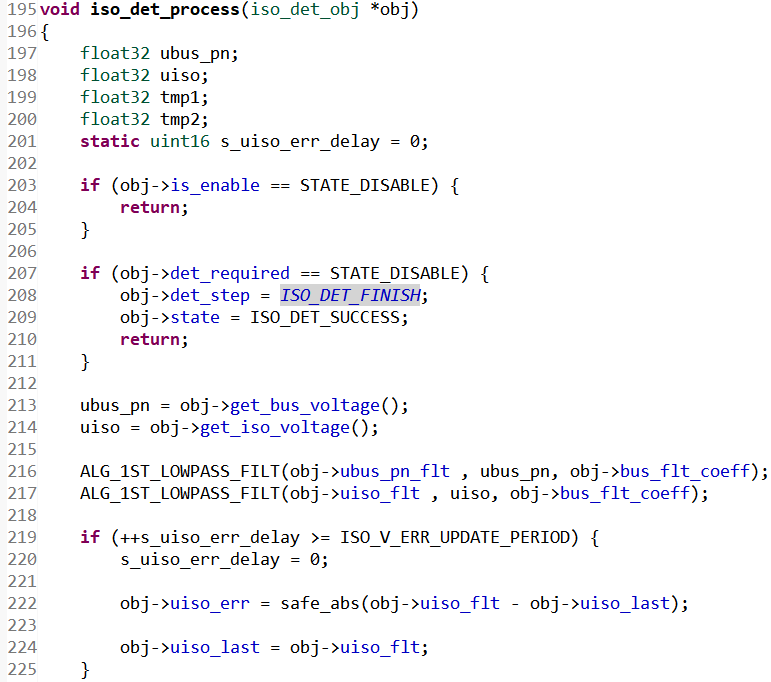 195 void iso_det_process(iso_det_obj *obj)
196 {
197     float32 ubus_pn;
198     float32 uiso;
199     float32 tmp1;
200     float32 tmp2;
201     static uint16 s_uiso_err_delay = 0;
202
203     if (obj->is_enable == STATE_DISABLE) {
204         return;
205     }
206
207     if (obj->det_required == STATE_DISABLE) {
208         obj->det_step = ISO_DET_FINISH;
209         obj->state = ISO_DET_SUCCESS;
210         return;
211     }
212
213     ubus_pn = obj->get_bus_voltage();
214     uiso = obj->get_iso_voltage();
215
216     ALG_1ST_LOWPASS_FILT(obj->ubus_pn_flt , ubus_pn, obj->bus_flt_coeff);
217     ALG_1ST_LOWPASS_FILT(obj->uiso_flt , uiso, obj->bus_flt_coeff);
218
219     if (++s_uiso_err_delay >= ISO_V_ERR_UPDATE_PERIOD) {
220         s_uiso_err_delay = 0;
221
222         obj->uiso_err = safe_abs(obj->uiso_flt - obj->uiso_last);
223
224         obj->uiso_last = obj->uiso_flt;
225     }